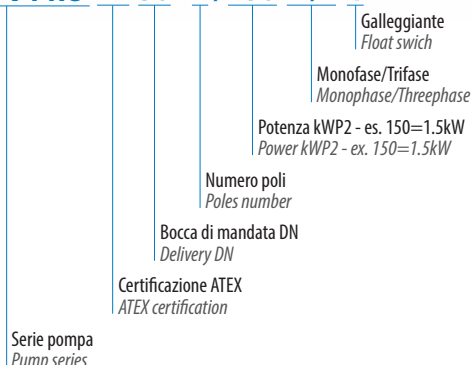 Galleggiante
Float swich
Monofase/Trifase
Monophase/Threephase
Potenza kWP2 - es. 150=1.5kW
Power kWP2 - ex. 150=1.5kW
Numero poli
Poles number
Bocca di mandata DN
Delivery DN
Certificazione ATEX
ATEX certification
Serie pompa
Pump series